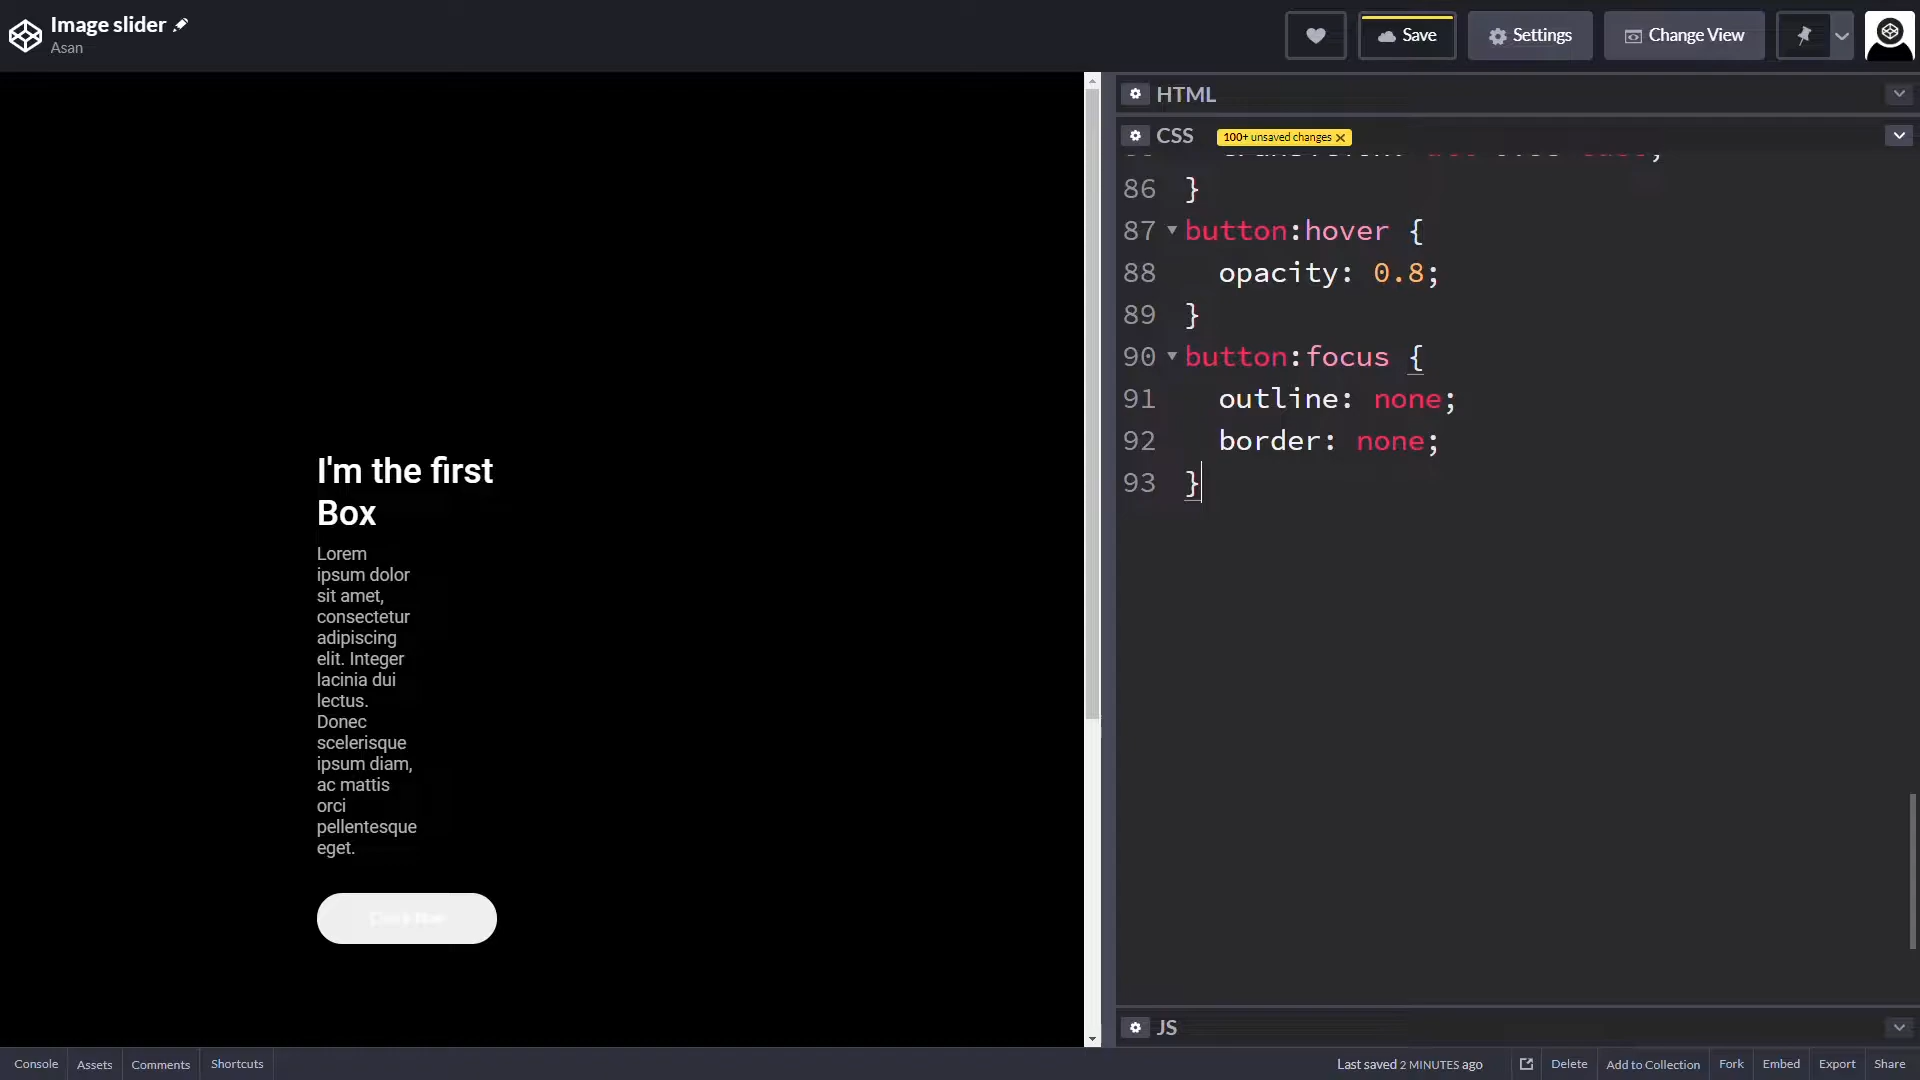 Image slider
Asan
Save
Settings
Change View
HTML
CSS
100+ unsaved changes
86 }
87 button:hover {
88 opacity: 0.8;
89 }
90 button:focus {
91 outline: none;
92 border: none;
93 }
I'm the first
Box
Lorem
ipsum dolor
sit amet,
consectetur
adipiscing
elit. Integer
lacinia dui
lectus.
Donec
scelerisque
ipsum diam,
ac mattis
orci
pellentesque
eget.
JS
Console
Assets
Comments
Shortcuts
Last saved 2 MINUTES ago
Delete
Add to Collection
Fork
Embed
Export
Share